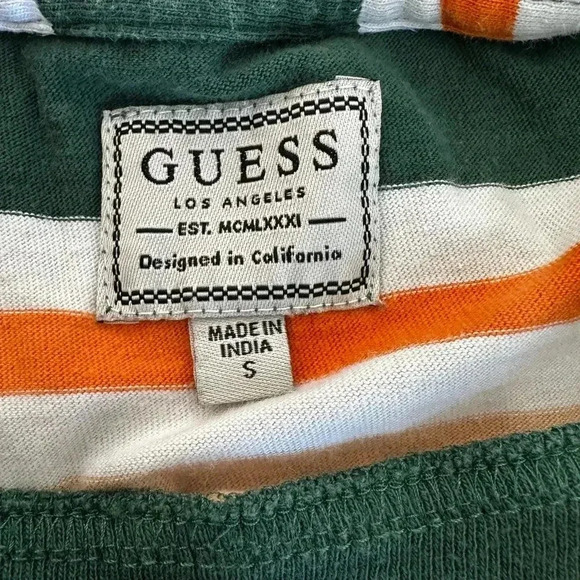 GUESS
LOS ANGELES
EST. MCMLXXXI
Designed in California
MADE IN
INDIA
S